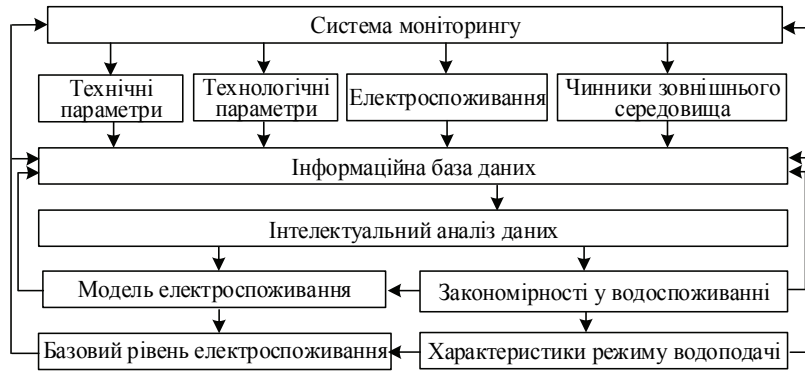 Система моніторингу
Технічні
параметри
Технологічні
параметри
Електроспоживання
Чинники зовнішнього
середовища
Інформаційна база даних
Інтелектуальний аналіз даних
Модель електроспоживання
Закономірності у водоспоживанні
Базовий рівень електроспоживання
Характеристики режиму водоподачі